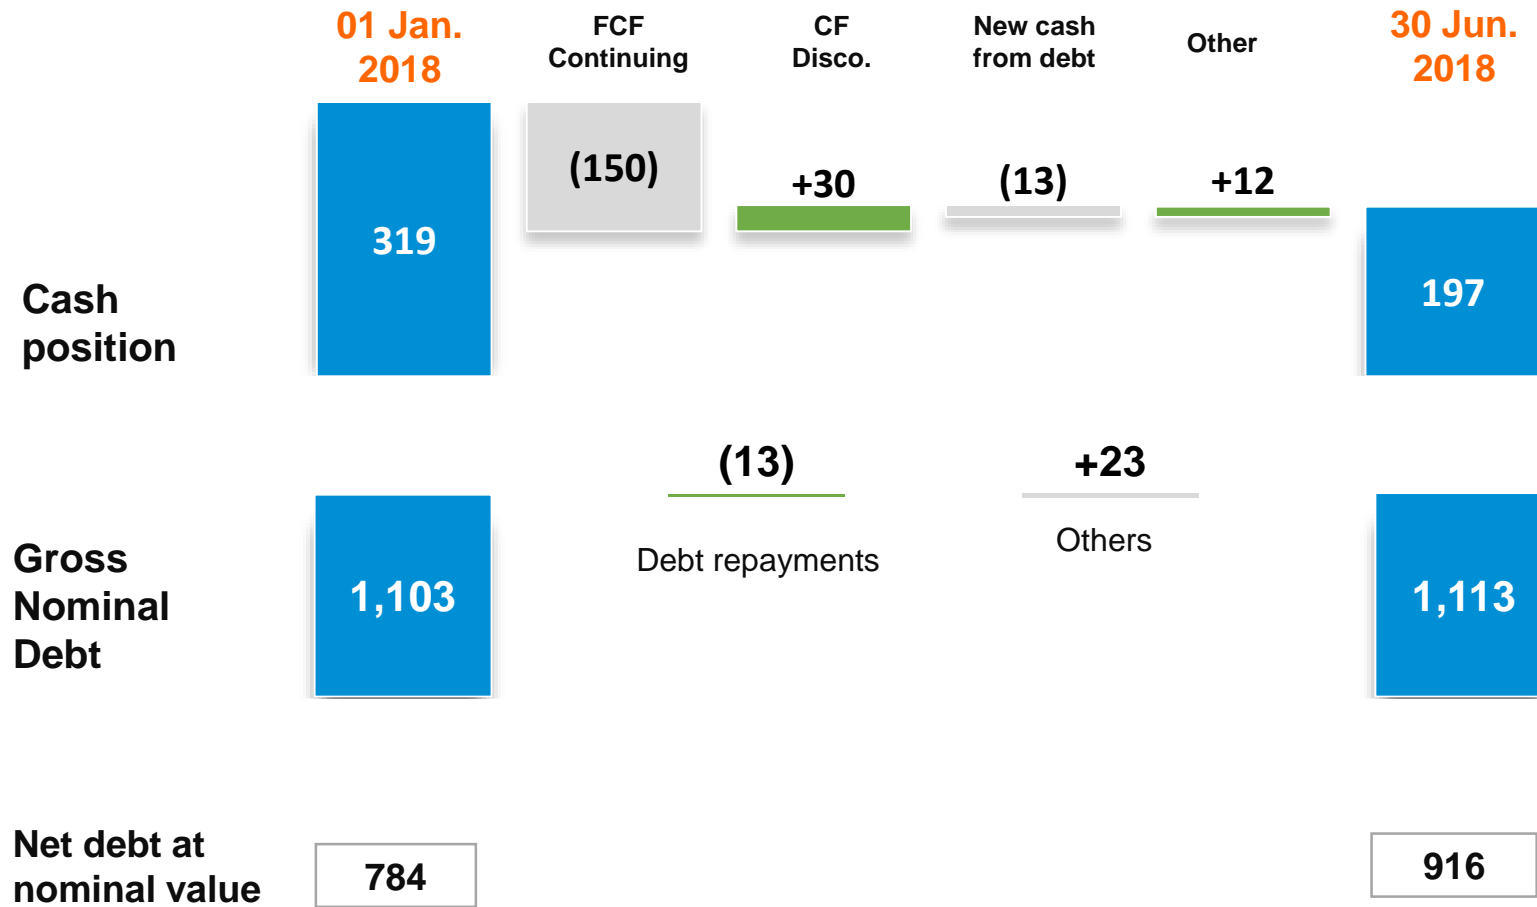 01 Jan.
2018
FCF
Continuing
CF
Disco.
New cash
from debt
Other
30 Jun.
2018
Cash
position
319
(150)
+30
(13)
+12
197
Gross
Nominal
Debt
1,103
(13)
Debt repayments
+23
Others
1,113
Net debt at
nominal value
784
916